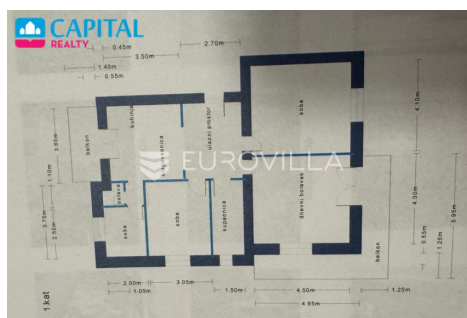 CAPITAL
REALTY
0.45m
3.50m
2.70m
1.40m
0.55m
balkon
kuhinja
blagovaonica
ulazni prostor
soba
3.80m
4.10m
EUROVILLA
1.10m
ostava
3.70m
2.60m
soba
soba
kupaonica
dnevni boravak
4.30m
5.95m
0.55m
1.25m
balkon
1.kat
2.00m
3.05m
1.50m
4.50m
1.25m
1.05m
4.95m